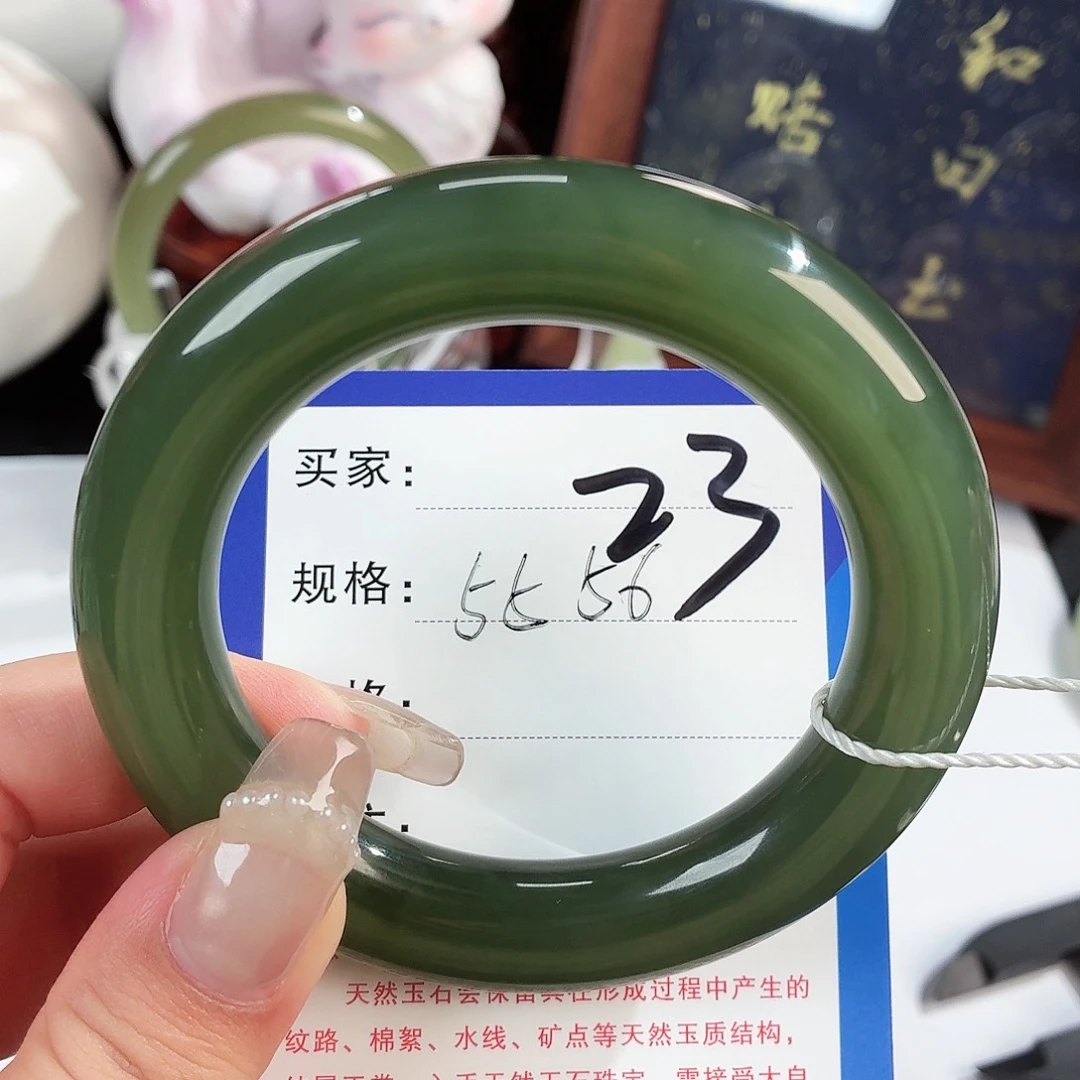 和田玉
买家：
23
规格： 55 56
格：
天然玉石会保留其在形成过程中产生的
纹路、棉絮、水线、矿点等天然玉质结构，